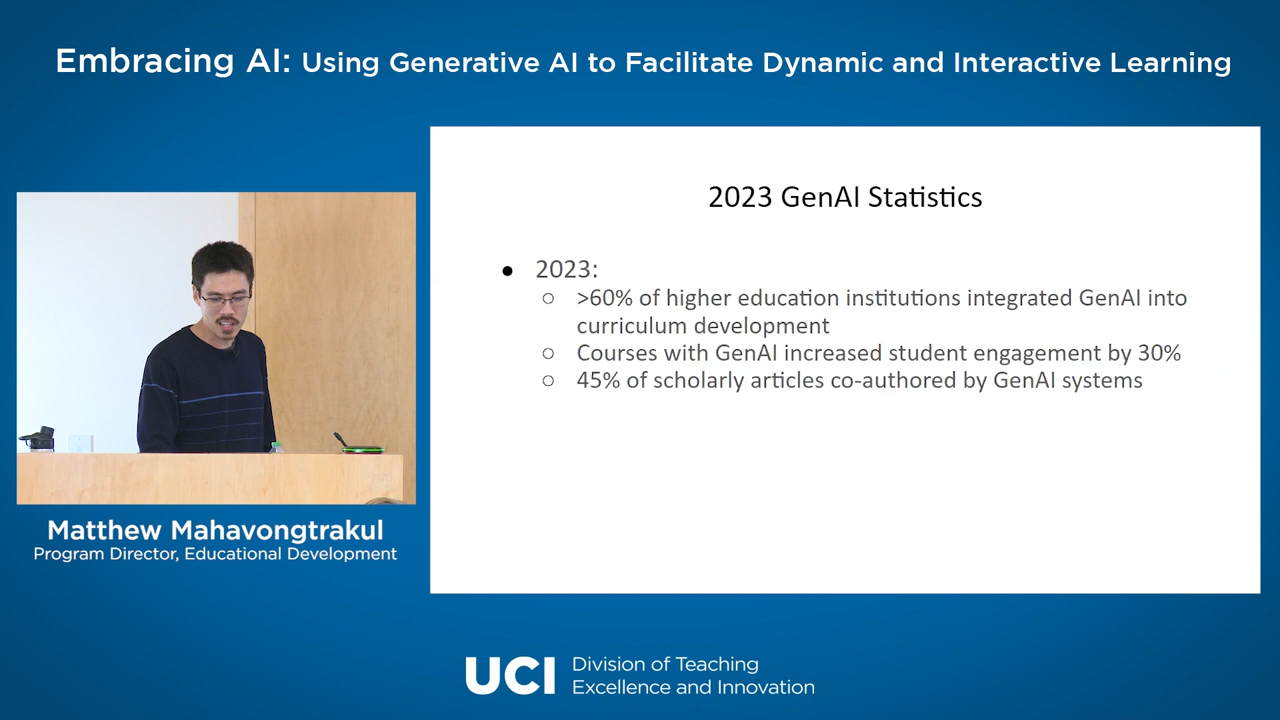 Embracing AI: Using Generative AI to Facilitate Dynamic and Interactive Learning
2023 GenAI Statistics
● 2023:
○ >60% of higher education institutions integrated GenAI into
curriculum development
○ Courses with GenAI increased student engagement by 30%
○ 45% of scholarly articles co-authored by GenAI systems
Matthew Mahavongtrakul
Program Director, Educational Development
UCI
Division of Teaching
Excellence and Innovation